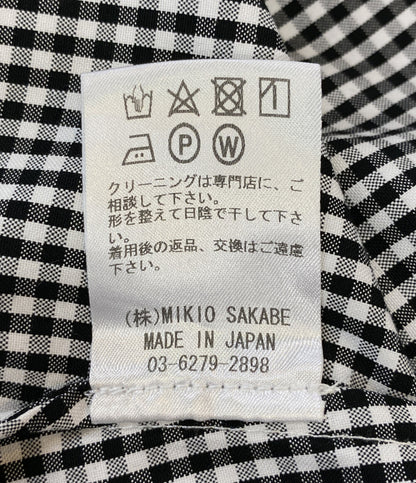 P W
クリーニングは専門店に、ご
相談して下さい。
形を整えて日陰で干して下さい。
着用後の返品、交換はご遠慮
下さい。
(株)MIKIO SAKABE
MADE IN JAPAN
03-6279-2898